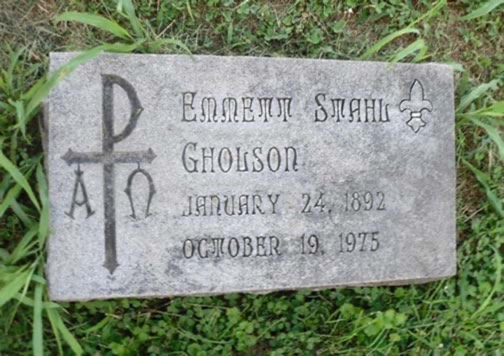 Emmett Stahl
Gholson
January 24, 1892
October 19, 1975
Α Ω